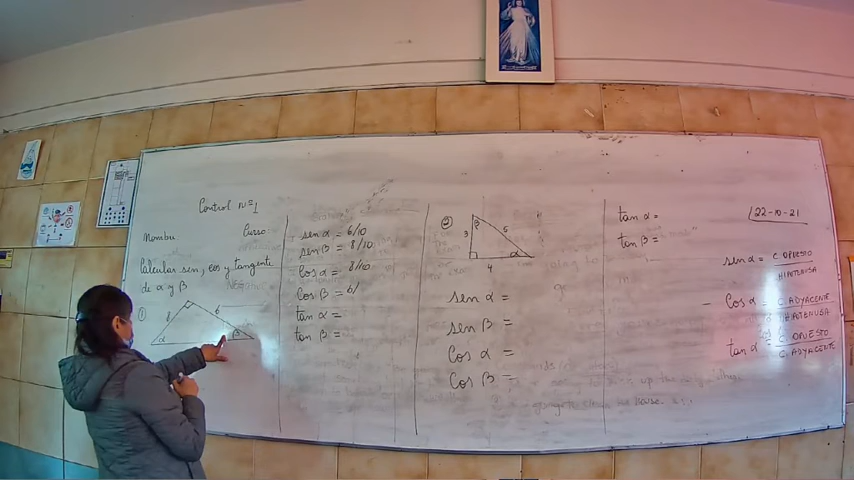 Control Nº1
Nombre: Curso:
Calcular sen, cos y tangente
de α y β
①
8
6
α
β
sen α = 6/10
sen β = 8/10
cos α = 8/10
cos β = 6/
tan α =
tan β =
②
β
3
5
4
α
sen α =
sen β =
cos α =
cos β =
tan α =
tan β =
22-10-21
sen α = C. OPUESTO
HIPOTENUSA
cos α = C. ADYACENTE
HIPOTENUSA
tan α = C. OPUESTO
C. ADYACENTE